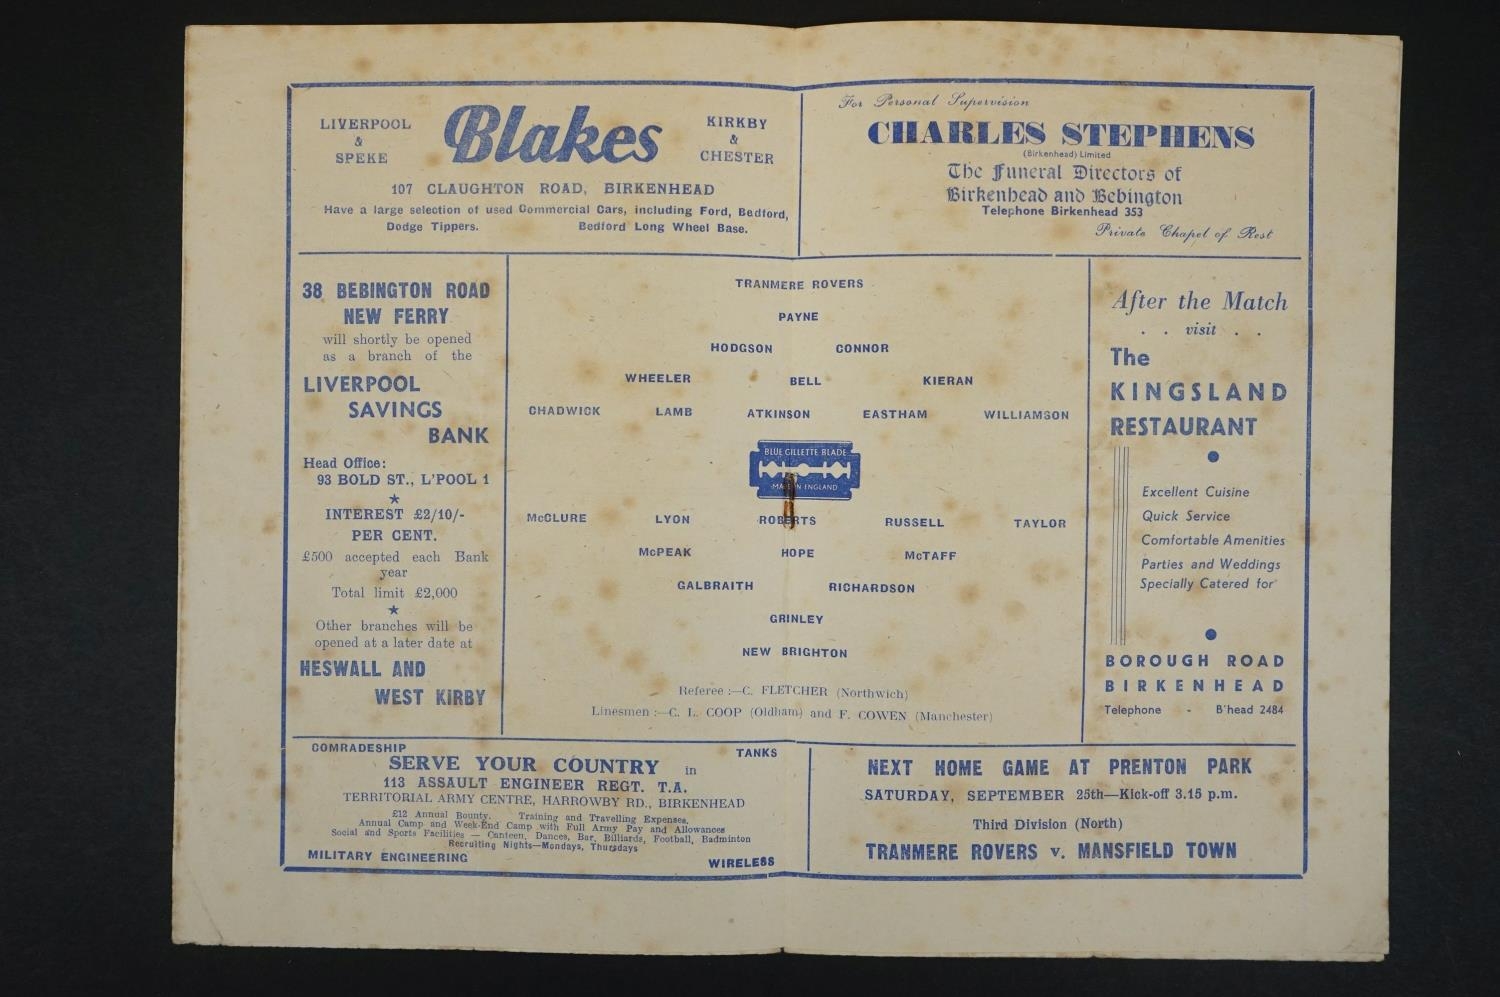 LIVERPOOL
&
SPEKE
Blakes
KIRKBY
&
CHESTER
107 CLAUGHTON ROAD, BIRKENHEAD
Have a large selection of used Commercial Cars, including Ford, Bedford,
Dodge Tippers. Bedford Long Wheel Base.
For Personal Supervision
CHARLES STEPHENS
(Birkenhead) Limited
The Funeral Directors of
Birkenhead and Bebington
Telephone Birkenhead 353
Private Chapel of Rest
38 BEBINGTON ROAD
NEW FERRY
will shortly be opened
as a branch of the
LIVERPOOL
SAVINGS
BANK
Head Office:
93 BOLD ST., L'POOL 1
★
INTEREST £2/10/-
PER CENT.
£500 accepted each Bank
year
Total limit £2,000
★
Other branches will be
opened at a later date at
HESWALL AND
WEST KIRBY
TRANMERE ROVERS
PAYNE
HODGSON CONNOR
WHEELER BELL KIERAN
CHADWICK LAMB ATKINSON EASTHAM WILLIAMSON
BLUE GILLETTE BLADE
MADE IN ENGLAND
McCLURE LYON ROBERTS RUSSELL TAYLOR
McPEAK HOPE McTAFF
GALBRAITH RICHARDSON
GRINLEY
NEW BRIGHTON
Referee :—C. FLETCHER (Northwich)
Linesmen :—C. L. COOP (Oldham) and F. COWEN (Manchester)
After the Match
. . visit . .
The
KINGSLAND
RESTAURANT
Excellent Cuisine
Quick Service
Comfortable Amenities
Parties and Weddings
Specially Catered for
BOROUGH ROAD
BIRKENHEAD
Telephone - B'head 2484
COMRADESHIP TANKS
SERVE YOUR COUNTRY in
113 ASSAULT ENGINEER REGT. T.A.
TERRITORIAL ARMY CENTRE, HARROWBY RD., BIRKENHEAD
£12 Annual Bounty. Training and Travelling Expenses.
Annual Camp and Week-End Camp with Full Army Pay and Allowances
Social and Sports Facilities — Canteen, Dances, Bar, Billiards, Football, Badminton
Recruiting Nights—Mondays, Thursdays
MILITARY ENGINEERING WIRELESS
NEXT HOME GAME AT PRENTON PARK
SATURDAY, SEPTEMBER 25th—Kick-off 3.15 p.m.
Third Division (North)
TRANMERE ROVERS v. MANSFIELD TOWN